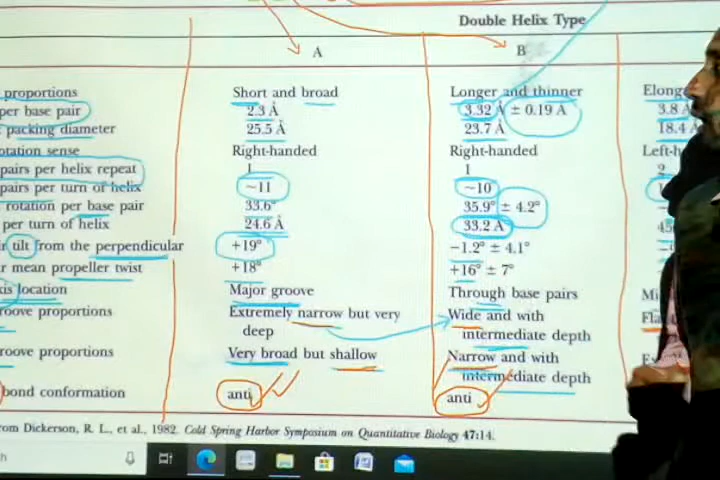 Double Helix Type
A B
proportions Short and broad Longer and thinner Elong
per base pair 2.3 Å 3.32 Å ± 0.19 Å 3.8 Å
packing diameter 25.5 Å 23.7 Å 18.4 Å
otation sense Right-handed Right-handed Left-h
pairs per helix repeat 1 1 2
pairs per turn of helix ~11 ~10
rotation per base pair 33.6° 35.9° ± 4.2°
per turn of helix 24.6 Å 33.2 Å 45
r tilt from the perpendicular +19° −1.2° ± 4.1°
r mean propeller twist +18° +16° ± 7°
xis location Major groove Through base pairs Mi
roove proportions Extremely narrow but very Wide and with Fla
deep intermediate depth
roove proportions Very broad but shallow Narrow and with Ex
intermediate depth
bond conformation anti anti
rom Dickerson, R. L., et al., 1982. Cold Spring Harbor Symposium on Quantitative Biology 47:14.
h